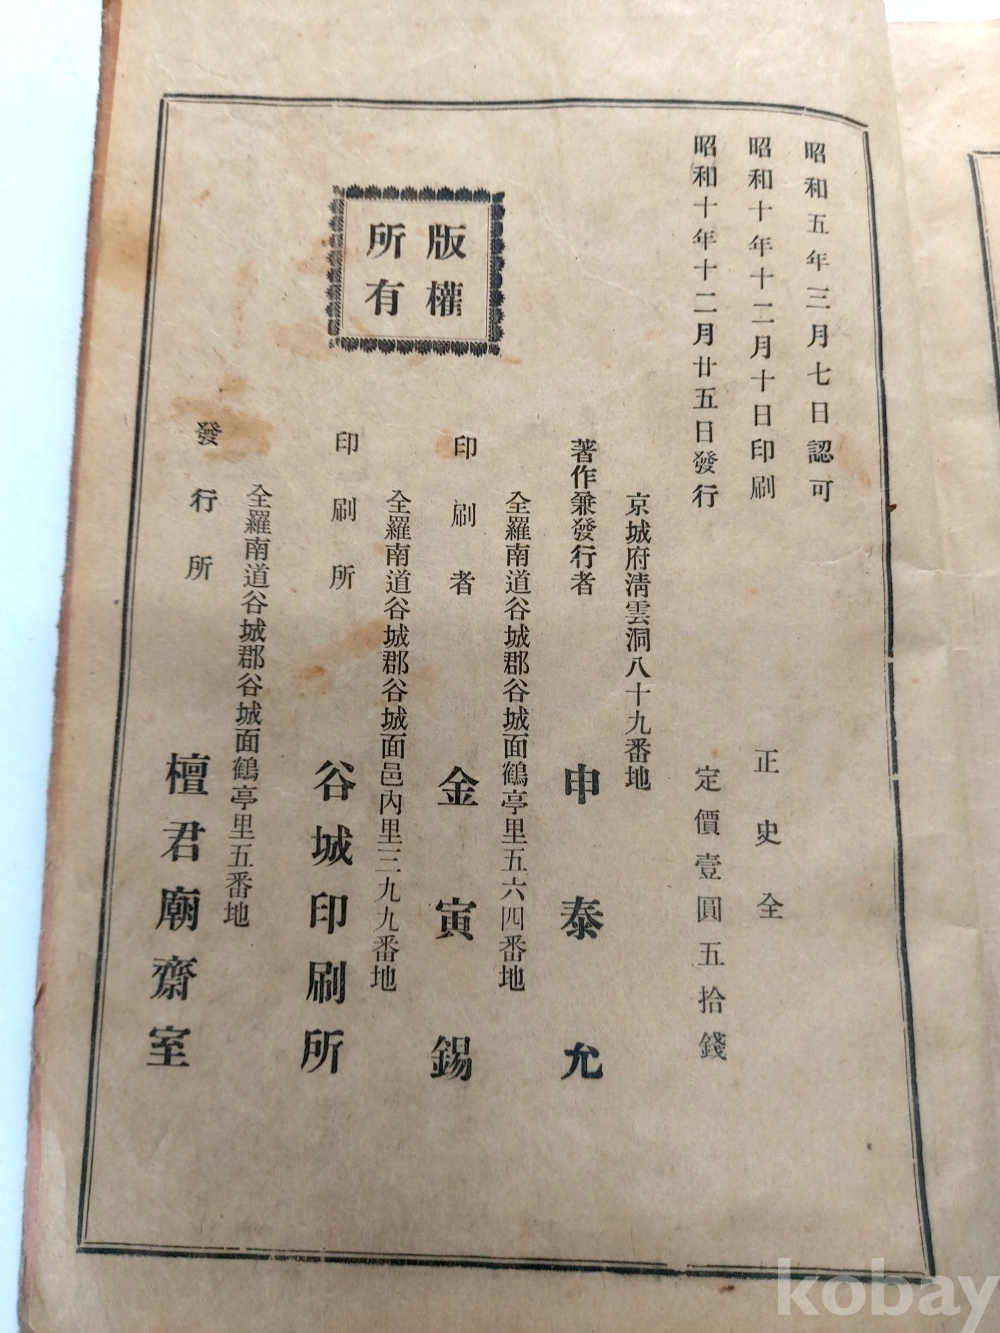 昭和五年三月七日認可
昭和十年十二月十日印刷
正史全
昭和十年十二月廿五日發行
定價壹圓五拾錢
京城府淸雲洞八十九番地
著作兼發行者
申泰允
全羅南道谷城郡谷城面鶴亭里五六四番地
印刷者
金寅錫
全羅南道谷城郡谷城面邑內里三九九番地
印刷所
谷城印刷所
全羅南道谷城郡谷城面鶴亭里五番地
發行所
檀君廟齋室
版權
所有
kobay